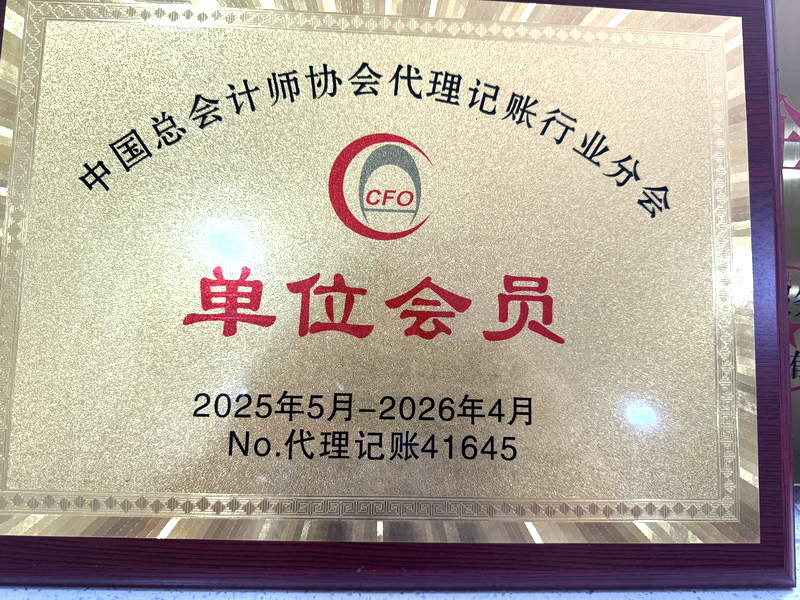 中国总会计师协会代理记账行业分会
CFO
单位会员
2025年5月-2026年4月
No.代理记账41645